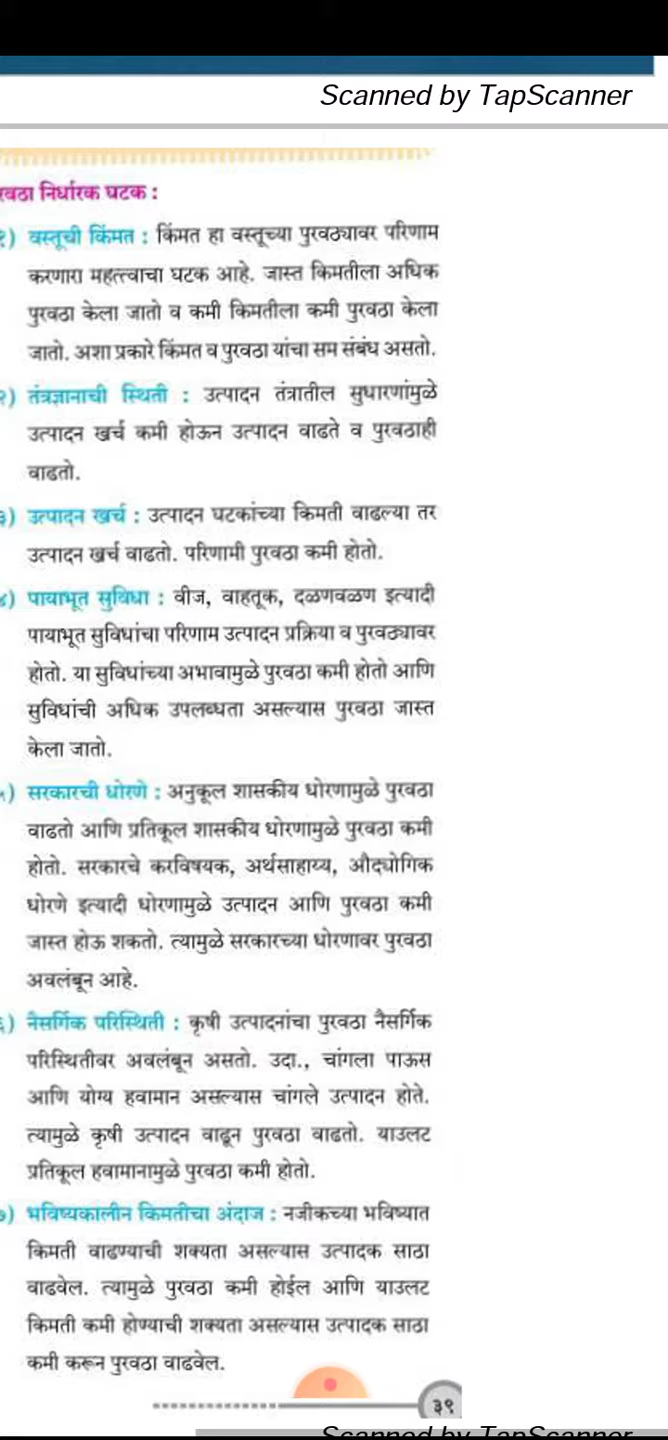 Scanned by TapScanner
रवठा निर्धारक घटक :
१) वस्तूची किंमत : किंमत हा वस्तूच्या पुरवठ्यावर परिणाम
करणारा महत्त्वाचा घटक आहे. जास्त किमतीला अधिक
पुरवठा केला जातो व कमी किमतीला कमी पुरवठा केला
जातो. अशा प्रकारे किंमत व पुरवठा यांचा सम संबंध असतो.
२) तंत्रज्ञानाची स्थिती : उत्पादन तंत्रातील सुधारणांमुळे
उत्पादन खर्च कमी होऊन उत्पादन वाढते व पुरवठाही
वाढतो.
३) उत्पादन खर्च : उत्पादन घटकांच्या किमती वाढल्या तर
उत्पादन खर्च वाढतो. परिणामी पुरवठा कमी होतो.
४) पायाभूत सुविधा : वीज, वाहतूक, दळणवळण इत्यादी
पायाभूत सुविधांचा परिणाम उत्पादन प्रक्रिया व पुरवठ्यावर
होतो. या सुविधांच्या अभावामुळे पुरवठा कमी होतो आणि
सुविधांची अधिक उपलब्धता असल्यास पुरवठा जास्त
केला जातो.
५) सरकारची धोरणे : अनुकूल शासकीय धोरणामुळे पुरवठा
वाढतो आणि प्रतिकूल शासकीय धोरणामुळे पुरवठा कमी
होतो. सरकारचे करविषयक, अर्थसाहाय्य, औद्योगिक
धोरणे इत्यादी धोरणामुळे उत्पादन आणि पुरवठा कमी
जास्त होऊ शकतो. त्यामुळे सरकारच्या धोरणावर पुरवठा
अवलंबून आहे.
६) नैसर्गिक परिस्थिती : कृषी उत्पादनांचा पुरवठा नैसर्गिक
परिस्थितीवर अवलंबून असतो. उदा., चांगला पाऊस
आणि योग्य हवामान असल्यास चांगले उत्पादन होते.
त्यामुळे कृषी उत्पादन वाढून पुरवठा वाढतो. याउलट
प्रतिकूल हवामानामुळे पुरवठा कमी होतो.
७) भविष्यकालीन किमतीचा अंदाज : नजीकच्या भविष्यात
किमती वाढण्याची शक्यता असल्यास उत्पादक साठा
वाढवेल. त्यामुळे पुरवठा कमी होईल आणि याउलट
किमती कमी होण्याची शक्यता असल्यास उत्पादक साठा
कमी करून पुरवठा वाढवेल.
३९
Scanned by TapScanner